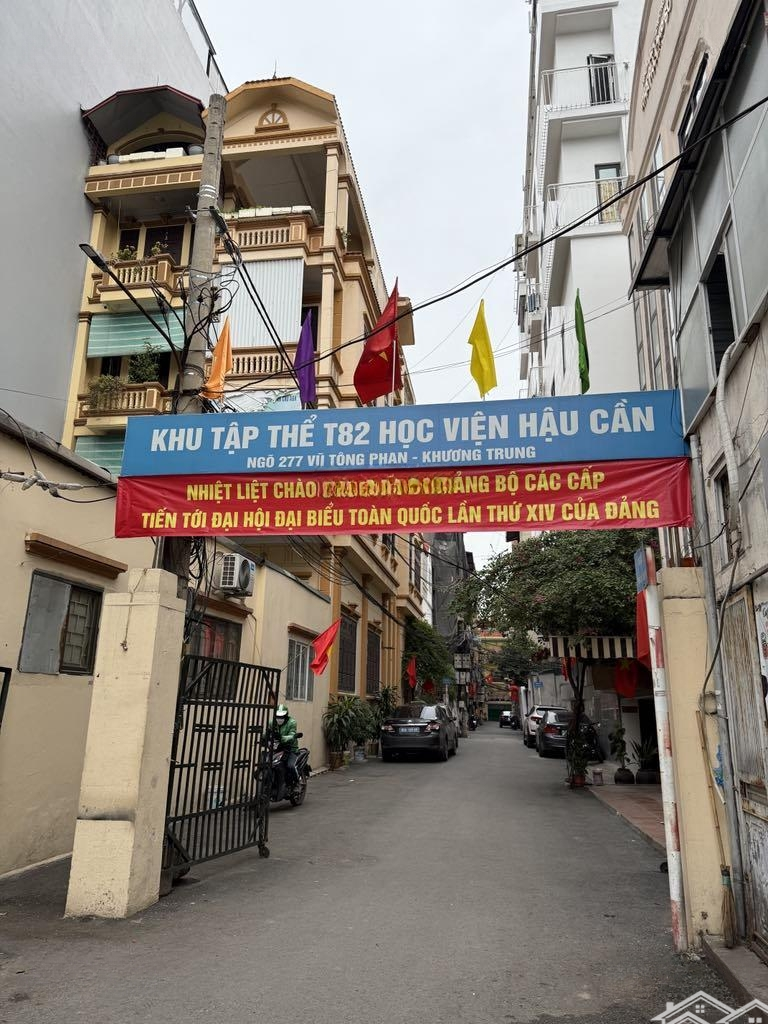 KHU TẬP THỂ T82 HỌC VIỆN HẬU CẦN
NGÕ 277 VŨ TÔNG PHAN - KHƯƠNG TRUNG
NHIỆT LIỆT CHÀO ĐẢNG BỘ CÁC CẤP
TIẾN TỚI ĐẠI HỘI ĐẠI BIỂU TOÀN QUỐC LẦN THỨ XIV CỦA ĐẢNG